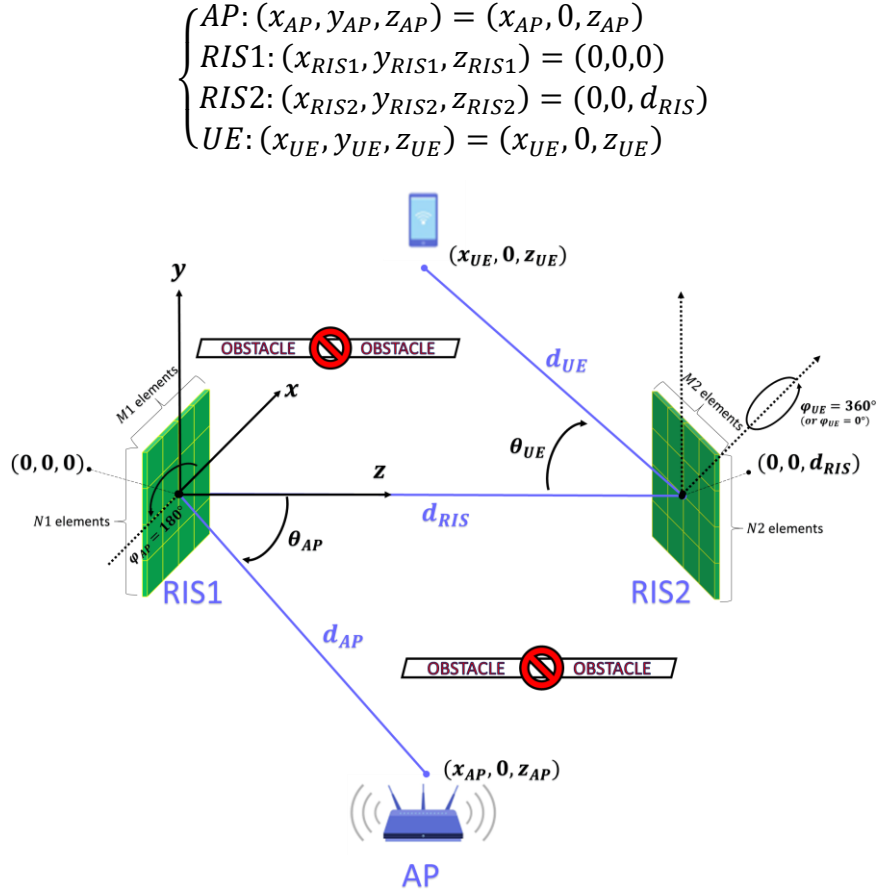 AP: (x_AP, y_AP, z_AP) = (x_AP, 0, z_AP)
RIS1: (x_RIS1, y_RIS1, z_RIS1) = (0,0,0)
RIS2: (x_RIS2, y_RIS2, z_RIS2) = (0,0, d_RIS)
UE: (x_UE, y_UE, z_UE) = (x_UE, 0, z_UE)
(x_UE, 0, z_UE)
y
OBSTACLE OBSTACLE
d_UE
M1 elements
x
M2 elements
φ_UE = 360°
(or φ_UE = 0°)
θ_UE
(0, 0, 0)
z
(0, 0, d_RIS)
N1 elements
φ_AP = 180°
d_RIS
N2 elements
θ_AP
RIS1
RIS2
d_AP
OBSTACLE OBSTACLE
(x_AP, 0, z_AP)
AP